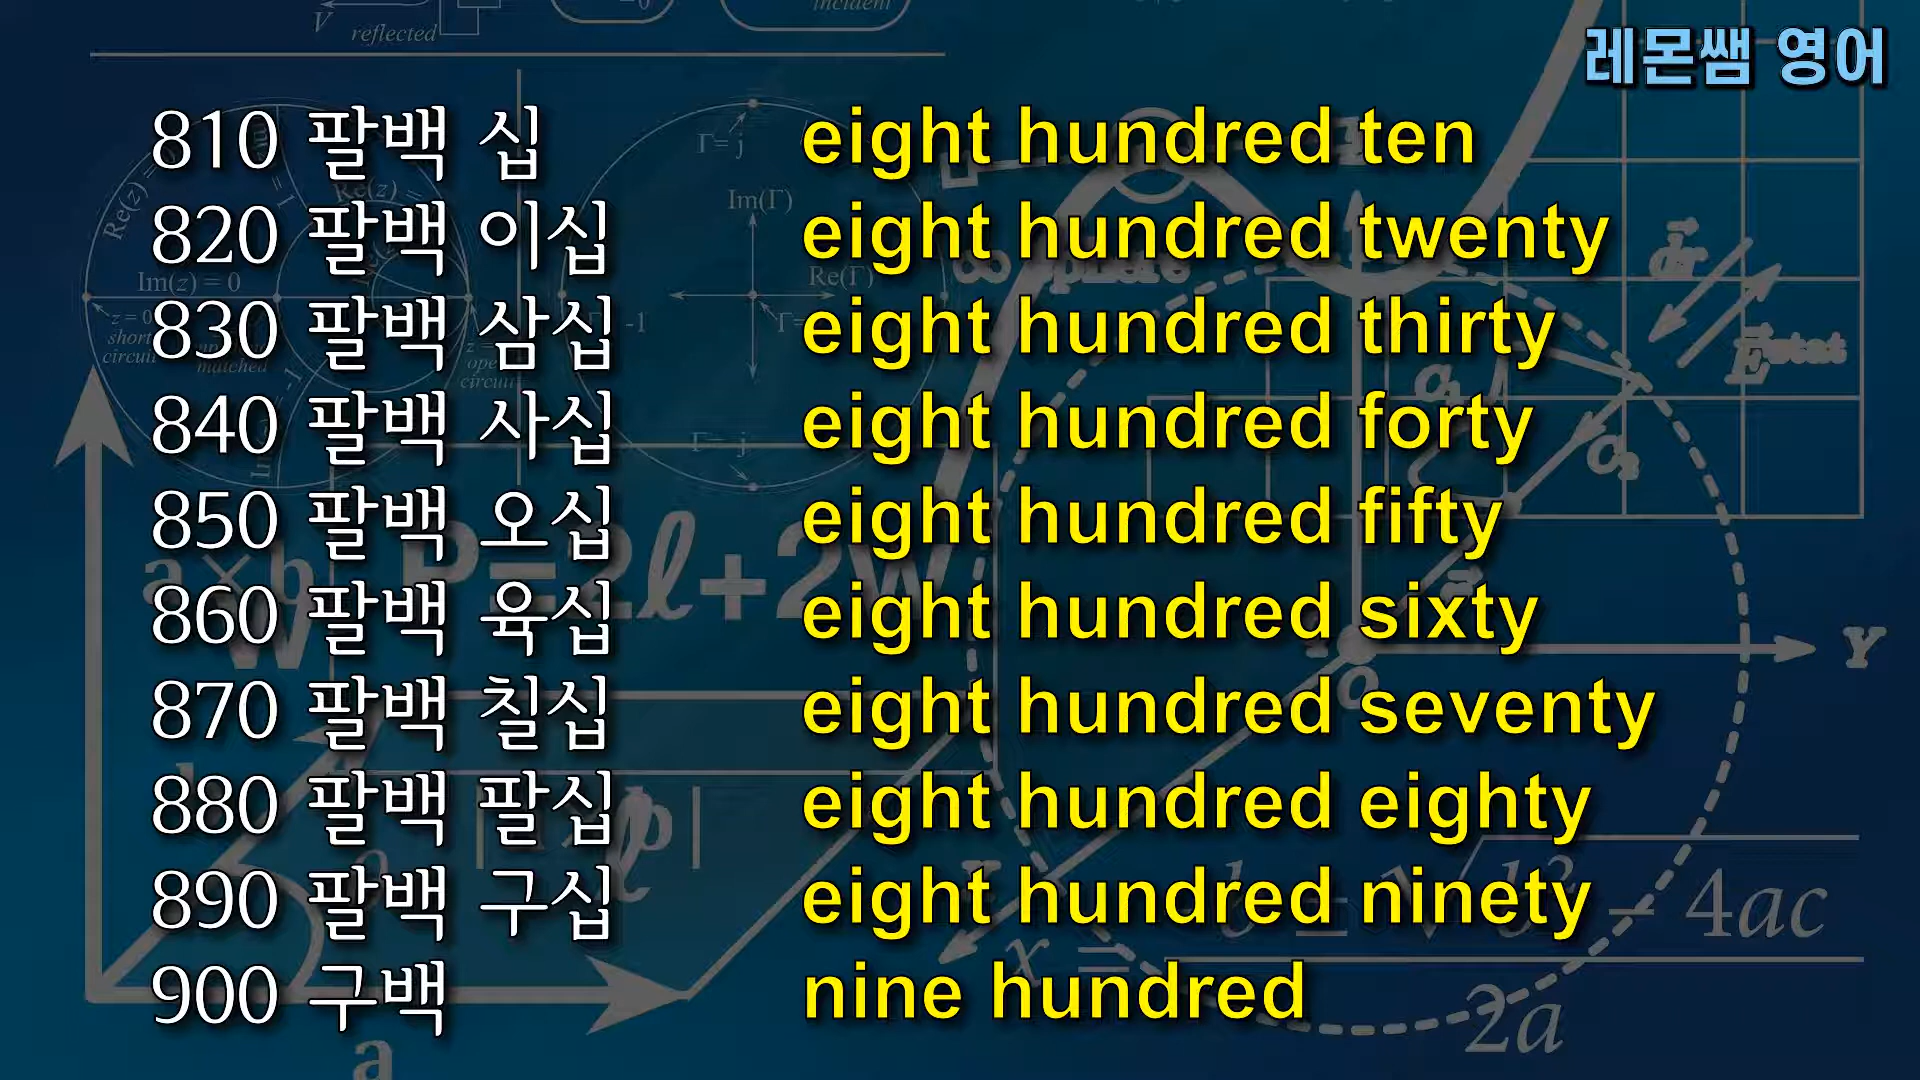 레몬쌤 영어
810 팔백 십 eight hundred ten
820 팔백 이십 eight hundred twenty
830 팔백 삼십 eight hundred thirty
840 팔백 사십 eight hundred forty
850 팔백 오십 eight hundred fifty
860 팔백 육십 eight hundred sixty
870 팔백 칠십 eight hundred seventy
880 팔백 팔십 eight hundred eighty
890 팔백 구십 eight hundred ninety
900 구백 nine hundred